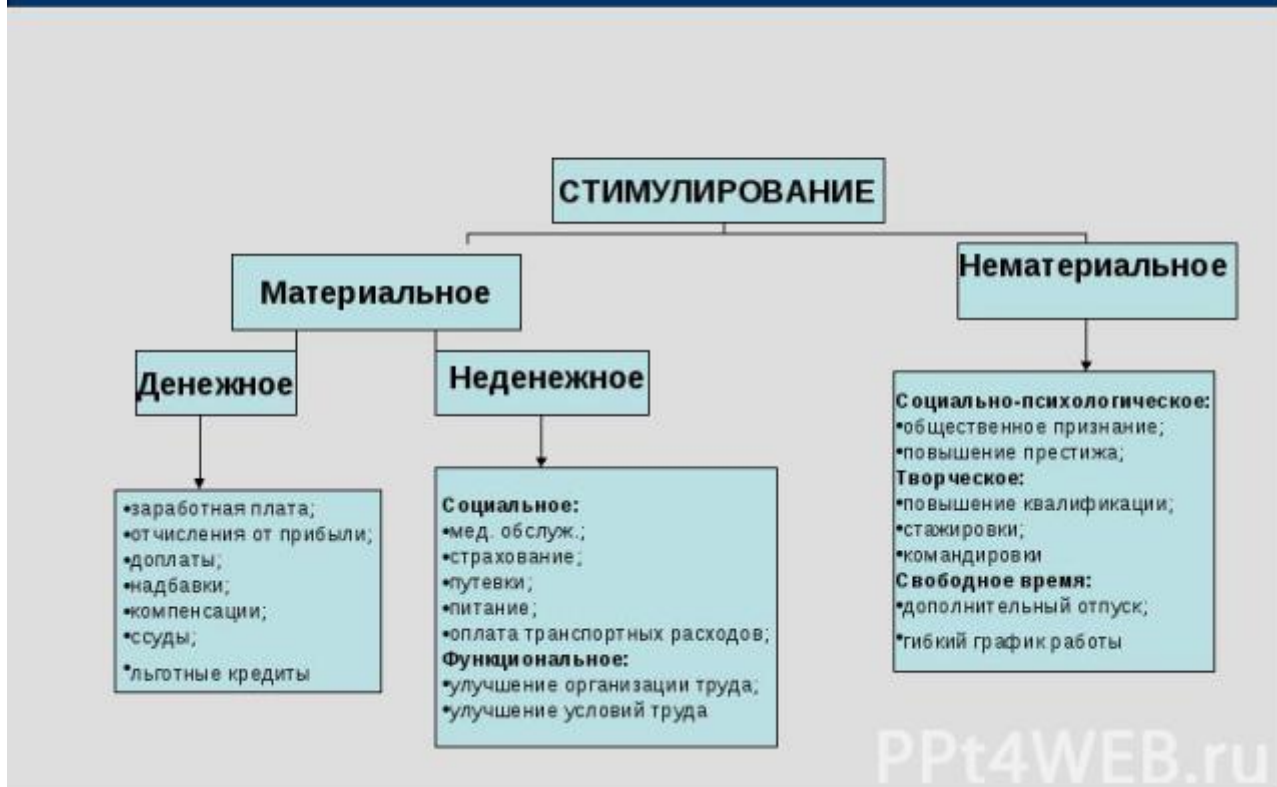 СТИМУЛИРОВАНИЕ
Материальное
Нематериальное
Денежное
Неденежное
•заработная плата;
•отчисления от прибыли;
•доплаты;
•надбавки;
•компенсации;
•ссуды;
•льготные кредиты
Социальное:
•мед. обслуж.;
•страхование;
•путевки;
•питание;
•оплата транспортных расходов;
Функциональное:
•улучшение организации труда;
•улучшение условий труда
Социально-психологическое:
•общественное признание;
•повышение престижа;
Творческое:
•повышение квалификации;
•стажировки;
•командировки
Свободное время:
•дополнительный отпуск;
•гибкий график работы
PPt4WEB.ru